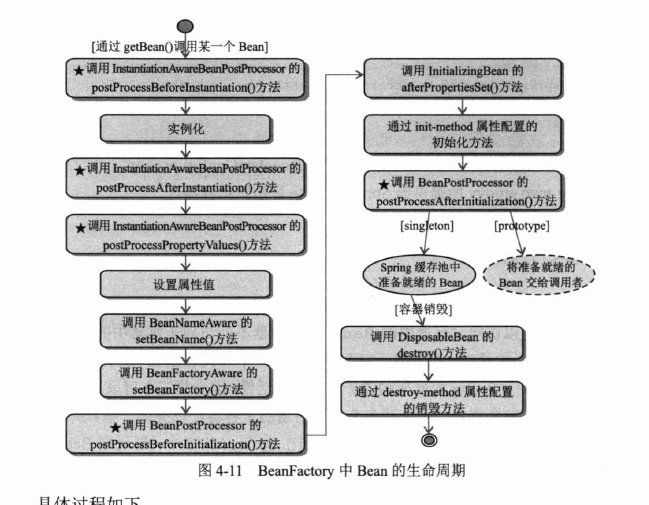 [通过 getBean()调用某一个 Bean]
★调用 InstantiationAwareBeanPostProcessor 的
postProcessBeforeInstantiation()方法
实例化
★调用 InstantiationAwareBeanPostProcessor 的
postProcessAfterInstantiation()方法
★调用 InstantiationAwareBeanPostProcessor 的
postProcessPropertyValues()方法
设置属性值
调用 BeanNameAware 的
setBeanName()方法
调用 BeanFactoryAware 的
setBeanFactory()方法
★调用 BeanPostProcessor 的
postProcessBeforeInitialization()方法
调用 InitializingBean 的
afterPropertiesSet()方法
通过 init-method 属性配置的
初始化方法
★调用 BeanPostProcessor 的
postProcessAfterInitialization()方法
[singleton]
[prototype]
Spring 缓存池中
准备就绪的 Bean
将准备就绪的
Bean 交给调用者
[容器销毁]
调用 DisposableBean 的
destroy()方法
通过 destroy-method 属性配置
的销毁方法
图 4-11 BeanFactory 中 Bean 的生命周期
具体过程如下